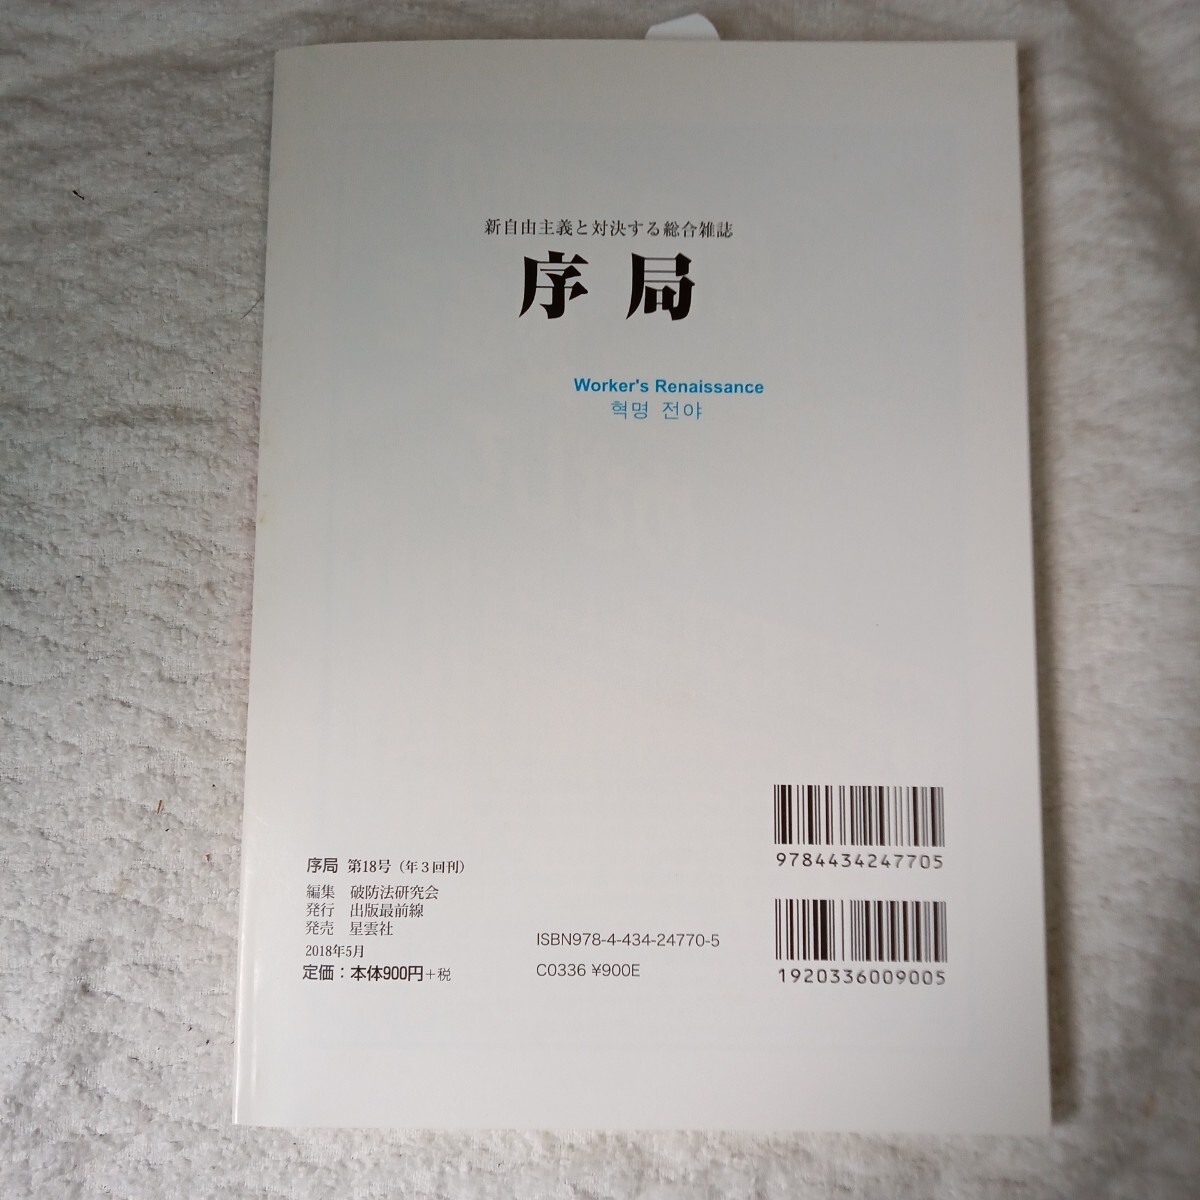 新自由主義と対決する総合雑誌
序局
Worker's Renaissance
혁명 전야
9784434247705
1920336009005
序局 第18号（年３回刊）
編集 破防法研究会
発行 出版最前線
発売 星雲社
2018年5月
定価：本体900円+税
ISBN978-4-434-24770-5
C0336 ¥900E